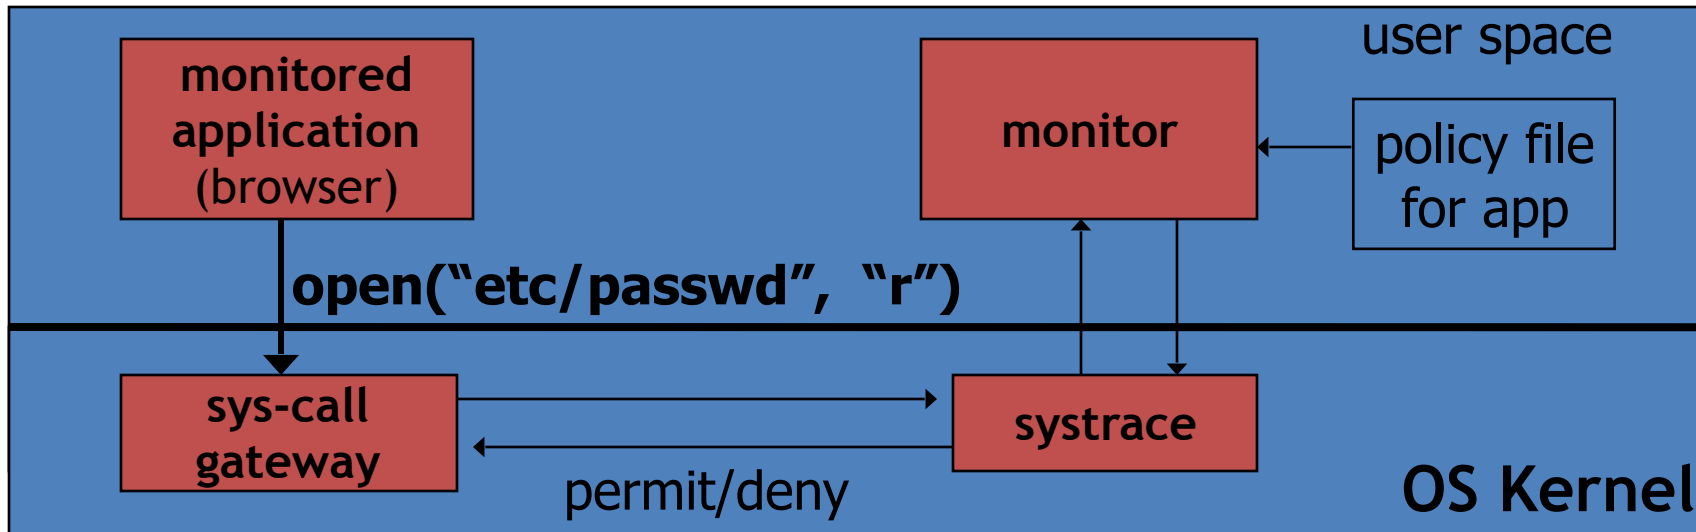 user space
monitored
application
(browser)
monitor
policy file
for app
open(“etc/passwd”, “r”)
sys-call
gateway
systrace
permit/deny
OS Kernel